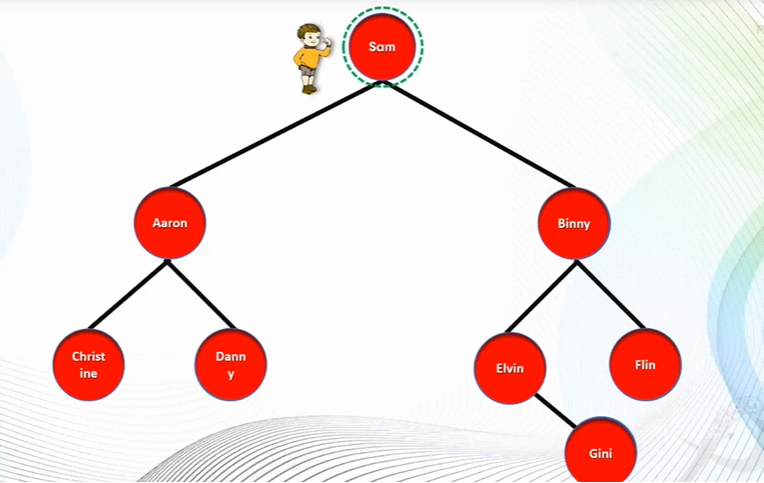 Sam
Aaron
Binny
Christ
ine
Dann
y
Elvin
Flin
Gini